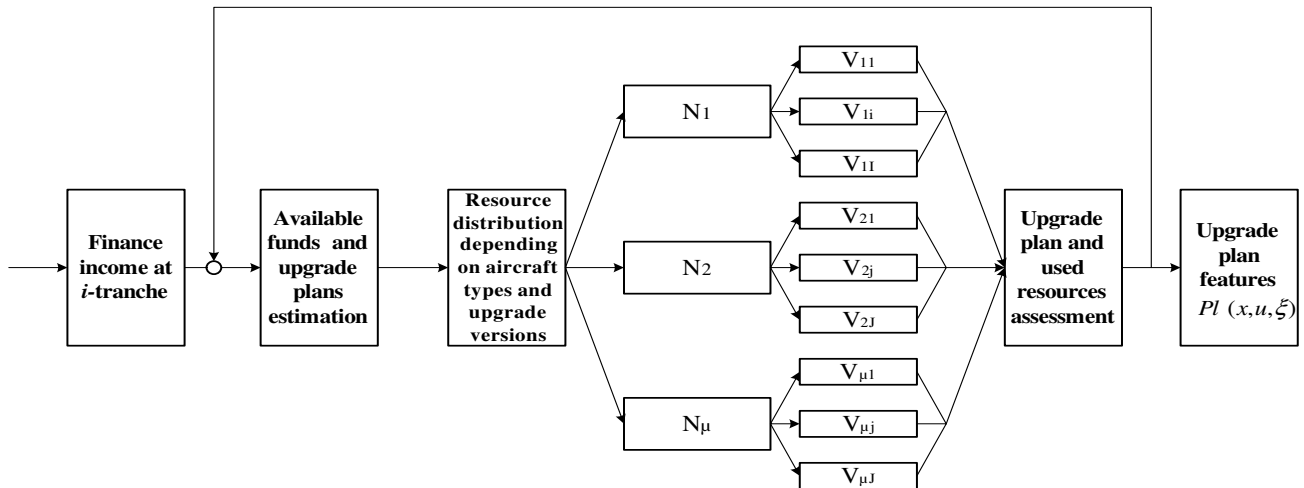 Finance
income at
i-tranche
Available
funds and
upgrade
plans
estimation
Resource
distribution
depending
on aircraft
types and
upgrade
versions
N1
N2
Nμ
V11
V1i
V1I
V21
V2j
V2J
Vμ1
Vμj
VμJ
Upgrade
plan and
used
resources
assessment
Upgrade
plan
features
Pl (x,u,ξ)